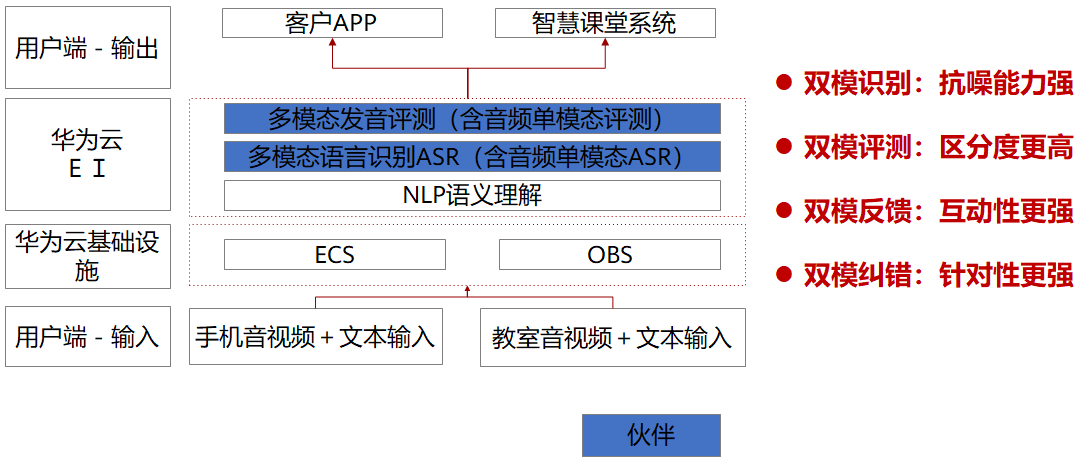 用户端－输出
客户APP
智慧课堂系统
华为云
ＥＩ
多模态发音评测（含音频单模态评测）
多模态语言识别ASR（含音频单模态ASR）
NLP语义理解
华为云基础设
施
ECS
OBS
用户端－输入
手机音视频＋文本输入
教室音视频＋文本输入
伙伴
● 双模识别：抗噪能力强
● 双模评测：区分度更高
● 双模反馈：互动性更强
● 双模纠错：针对性更强